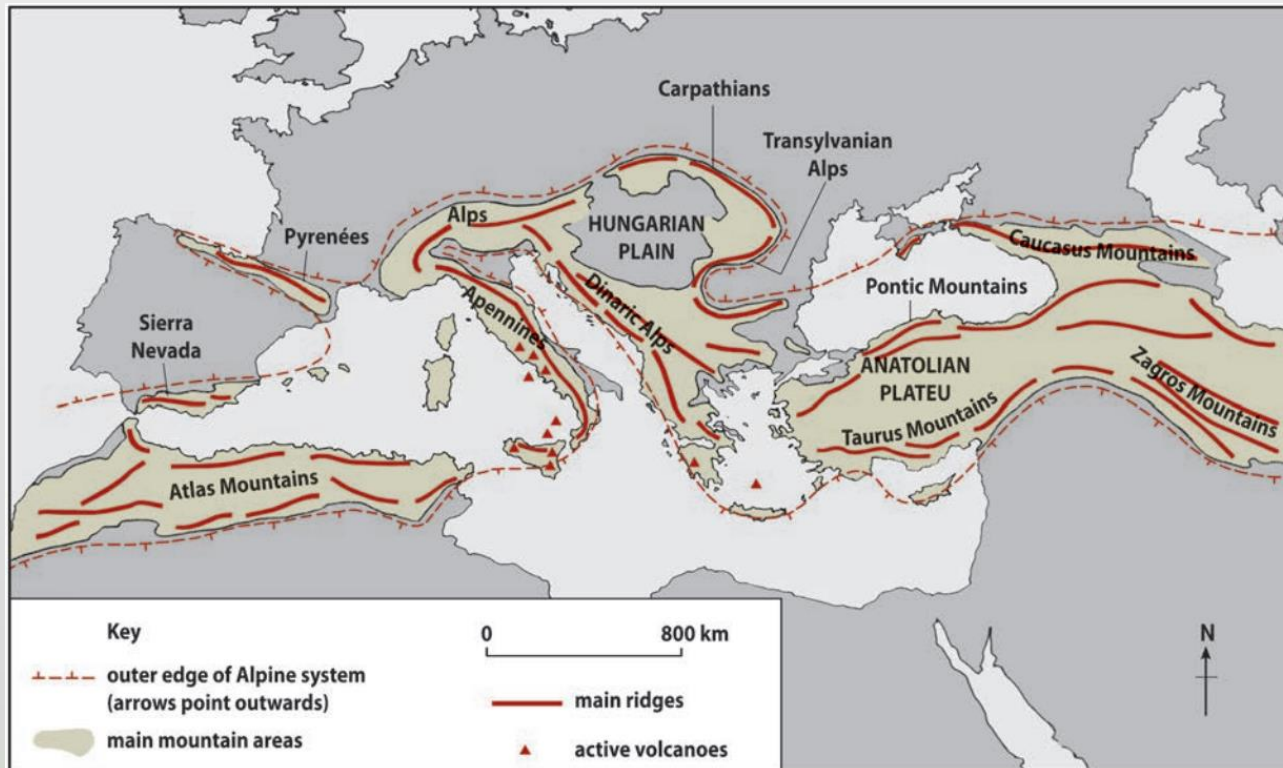 Carpathians
Transylvanian
Alps
Alps
HUNGARIAN
PLAIN
Pyrenées
Caucasus Mountains
Pontic Mountains
Apennines
Dinaric Alps
Sierra
Nevada
ANATOLIAN
PLATEU
Zagros Mountains
Taurus Mountains
Atlas Mountains
Key
0 800 km
N
outer edge of Alpine system
(arrows point outwards)
main ridges
main mountain areas
active volcanoes